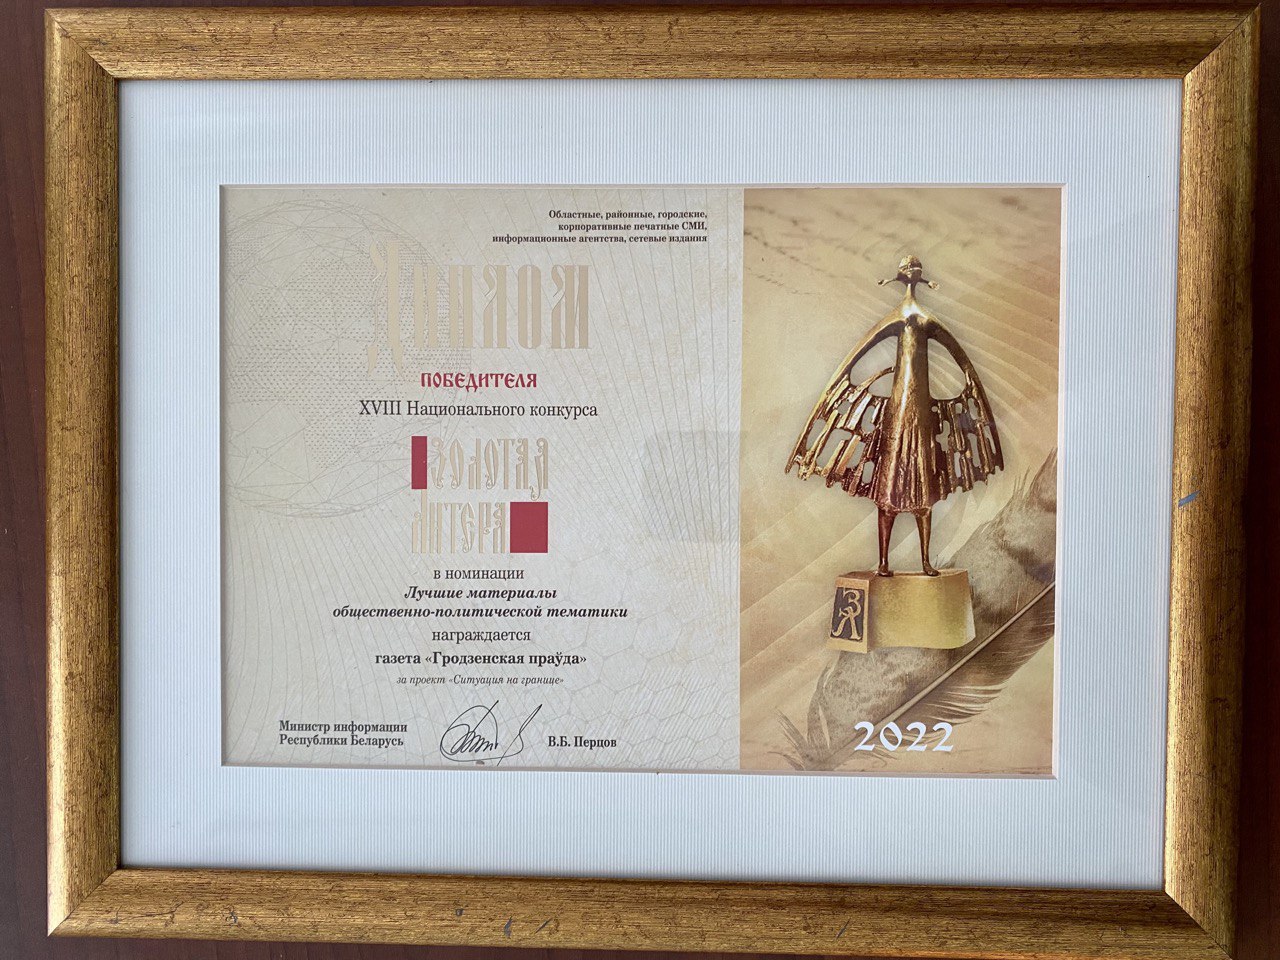 Областные, районные, городские,
корпоративные печатные СМИ,
информационные агентства, сетевые издания
Диплом
ПОБЕДИТЕЛЯ
XVIII Национального конкурса
ЗОЛОТАЯ
ЛИТЕРА
в номинации
Лучшие материалы
общественно-политической тематики
награждается
газета «Гродзенская праўда»
за проект «Ситуация на границе»
Министр информации
Республики Беларусь
В.Б. Перцов
ЗЛ
2022